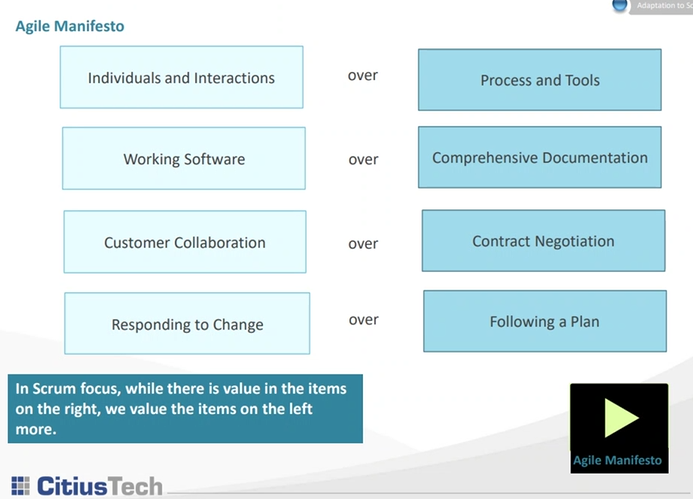 Adaptation to Sc
Agile Manifesto
Individuals and Interactions over Process and Tools
Working Software over Comprehensive Documentation
Customer Collaboration over Contract Negotiation
Responding to Change over Following a Plan
In Scrum focus, while there is value in the items
on the right, we value the items on the left
more.
Agile Manifesto
CitiusTech